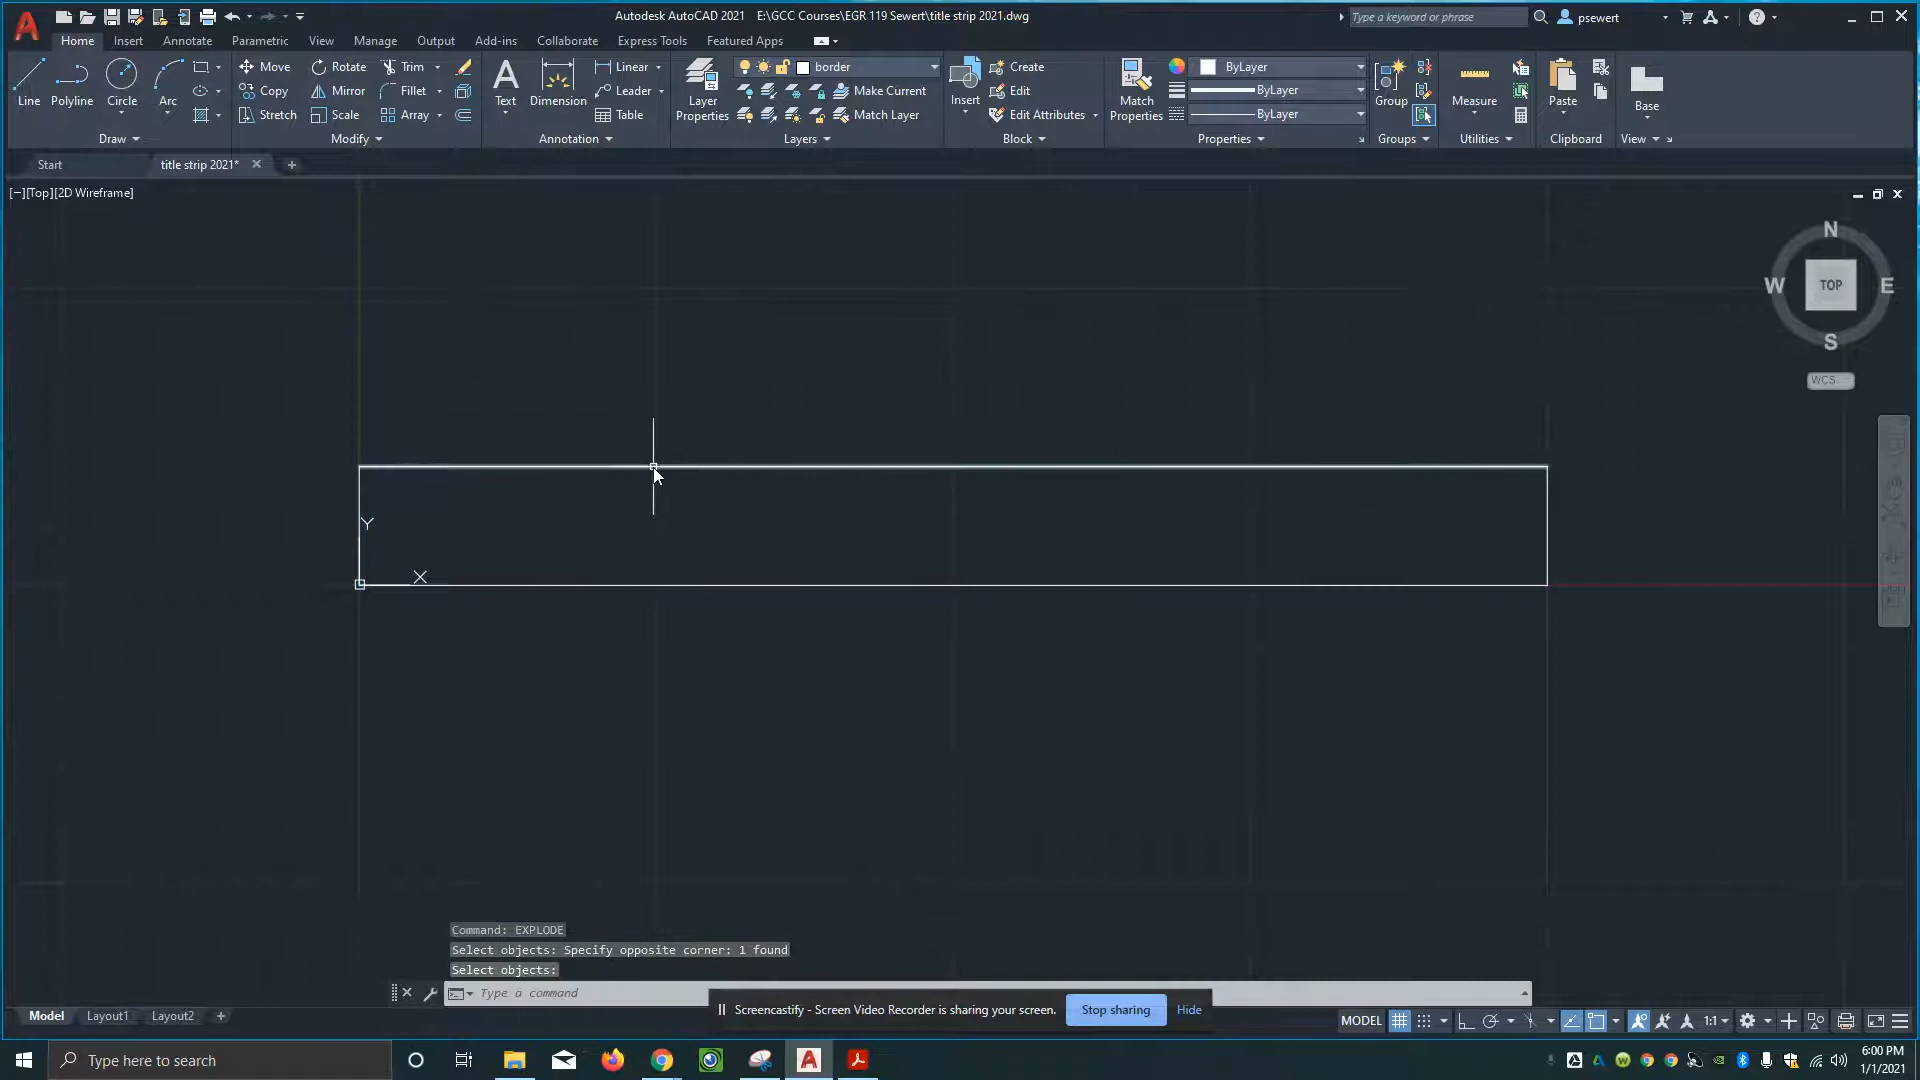 Autodesk AutoCAD 2021 E:\GCC Courses\EGR 119 Sewert\title strip 2021.dwg
Type a keyword or phrase
psewert
Home Insert Annotate Parametric View Manage Output Add-ins Collaborate Express Tools Featured Apps
Line
Polyline
Circle
Arc
Draw
Move
Rotate
Trim
Copy
Mirror
Fillet
Stretch
Scale
Array
Modify
Text
Dimension
Linear
Leader
Table
Annotation
Layer
Properties
border
Make Current
Match Layer
Layers
Insert
Create
Edit
Edit Attributes
Block
Match
Properties
ByLayer
ByLayer
ByLayer
Properties
Group
Groups
Measure
Utilities
Paste
Clipboard
Base
View
Start
title strip 2021*
[−][Top][2D Wireframe]
N
W
TOP
E
S
WCS
Y
X
Command: EXPLODE
Select objects: Specify opposite corner: 1 found
Select objects:
Type a command
Screencastify - Screen Video Recorder is sharing your screen.
Stop sharing
Hide
Model
Layout1
Layout2
MODEL
1:1
Type here to search
6:00 PM
1/1/2021